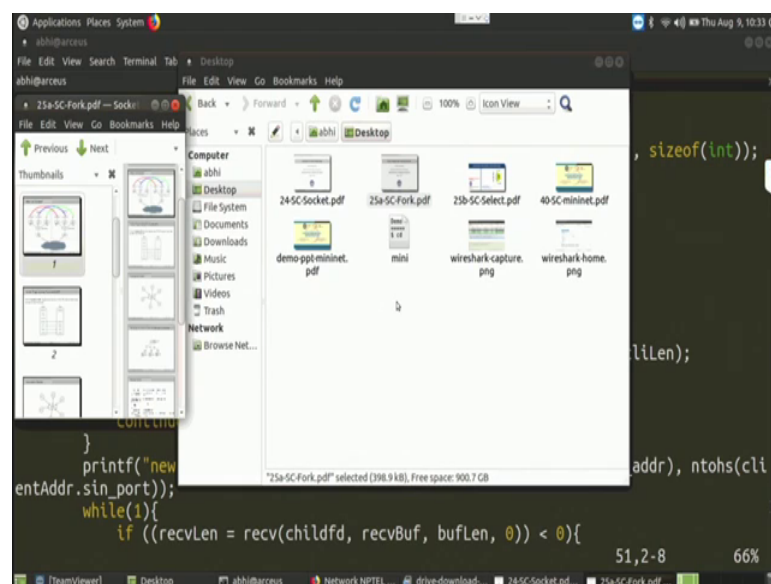 Applications Places System Thu Aug 9, 10:33
abhi@arceus
File Edit View Search Terminal Tab
abhi@arceus
Desktop
File Edit View Go Bookmarks Help
Back Forward 100% Icon View
Places abhi Desktop
Computer
abhi
Desktop
File System
Documents
Downloads
Music
Pictures
Videos
Trash
Network
Browse Net...
24-SC-Socket.pdf 25a-SC-Fork.pdf 25b-SC-Select.pdf 40-SC-mininet.pdf
demo-ppt-mininet.pdf mini wireshark-capture.png wireshark-home.png
"25a-SC-Fork.pdf" selected (398.9 kB), Free space: 900.7 GB
25a-SC-Fork.pdf — Socket
File Edit View Go Bookmarks Help
Previous Next
Thumbnails
1
2
, sizeof(int));
liLen);
continu
}
printf("new addr), ntohs(cli
entAddr.sin_port));
while(1){
if ((recvLen = recv(childfd, recvBuf, bufLen, 0)) < 0){
51,2-8 66%
[TeamViewer] Desktop abhi@arceus Network NPTEL ... drive-download-... 24-SC-Socket.pd... 25a-SC-Fork.pdf